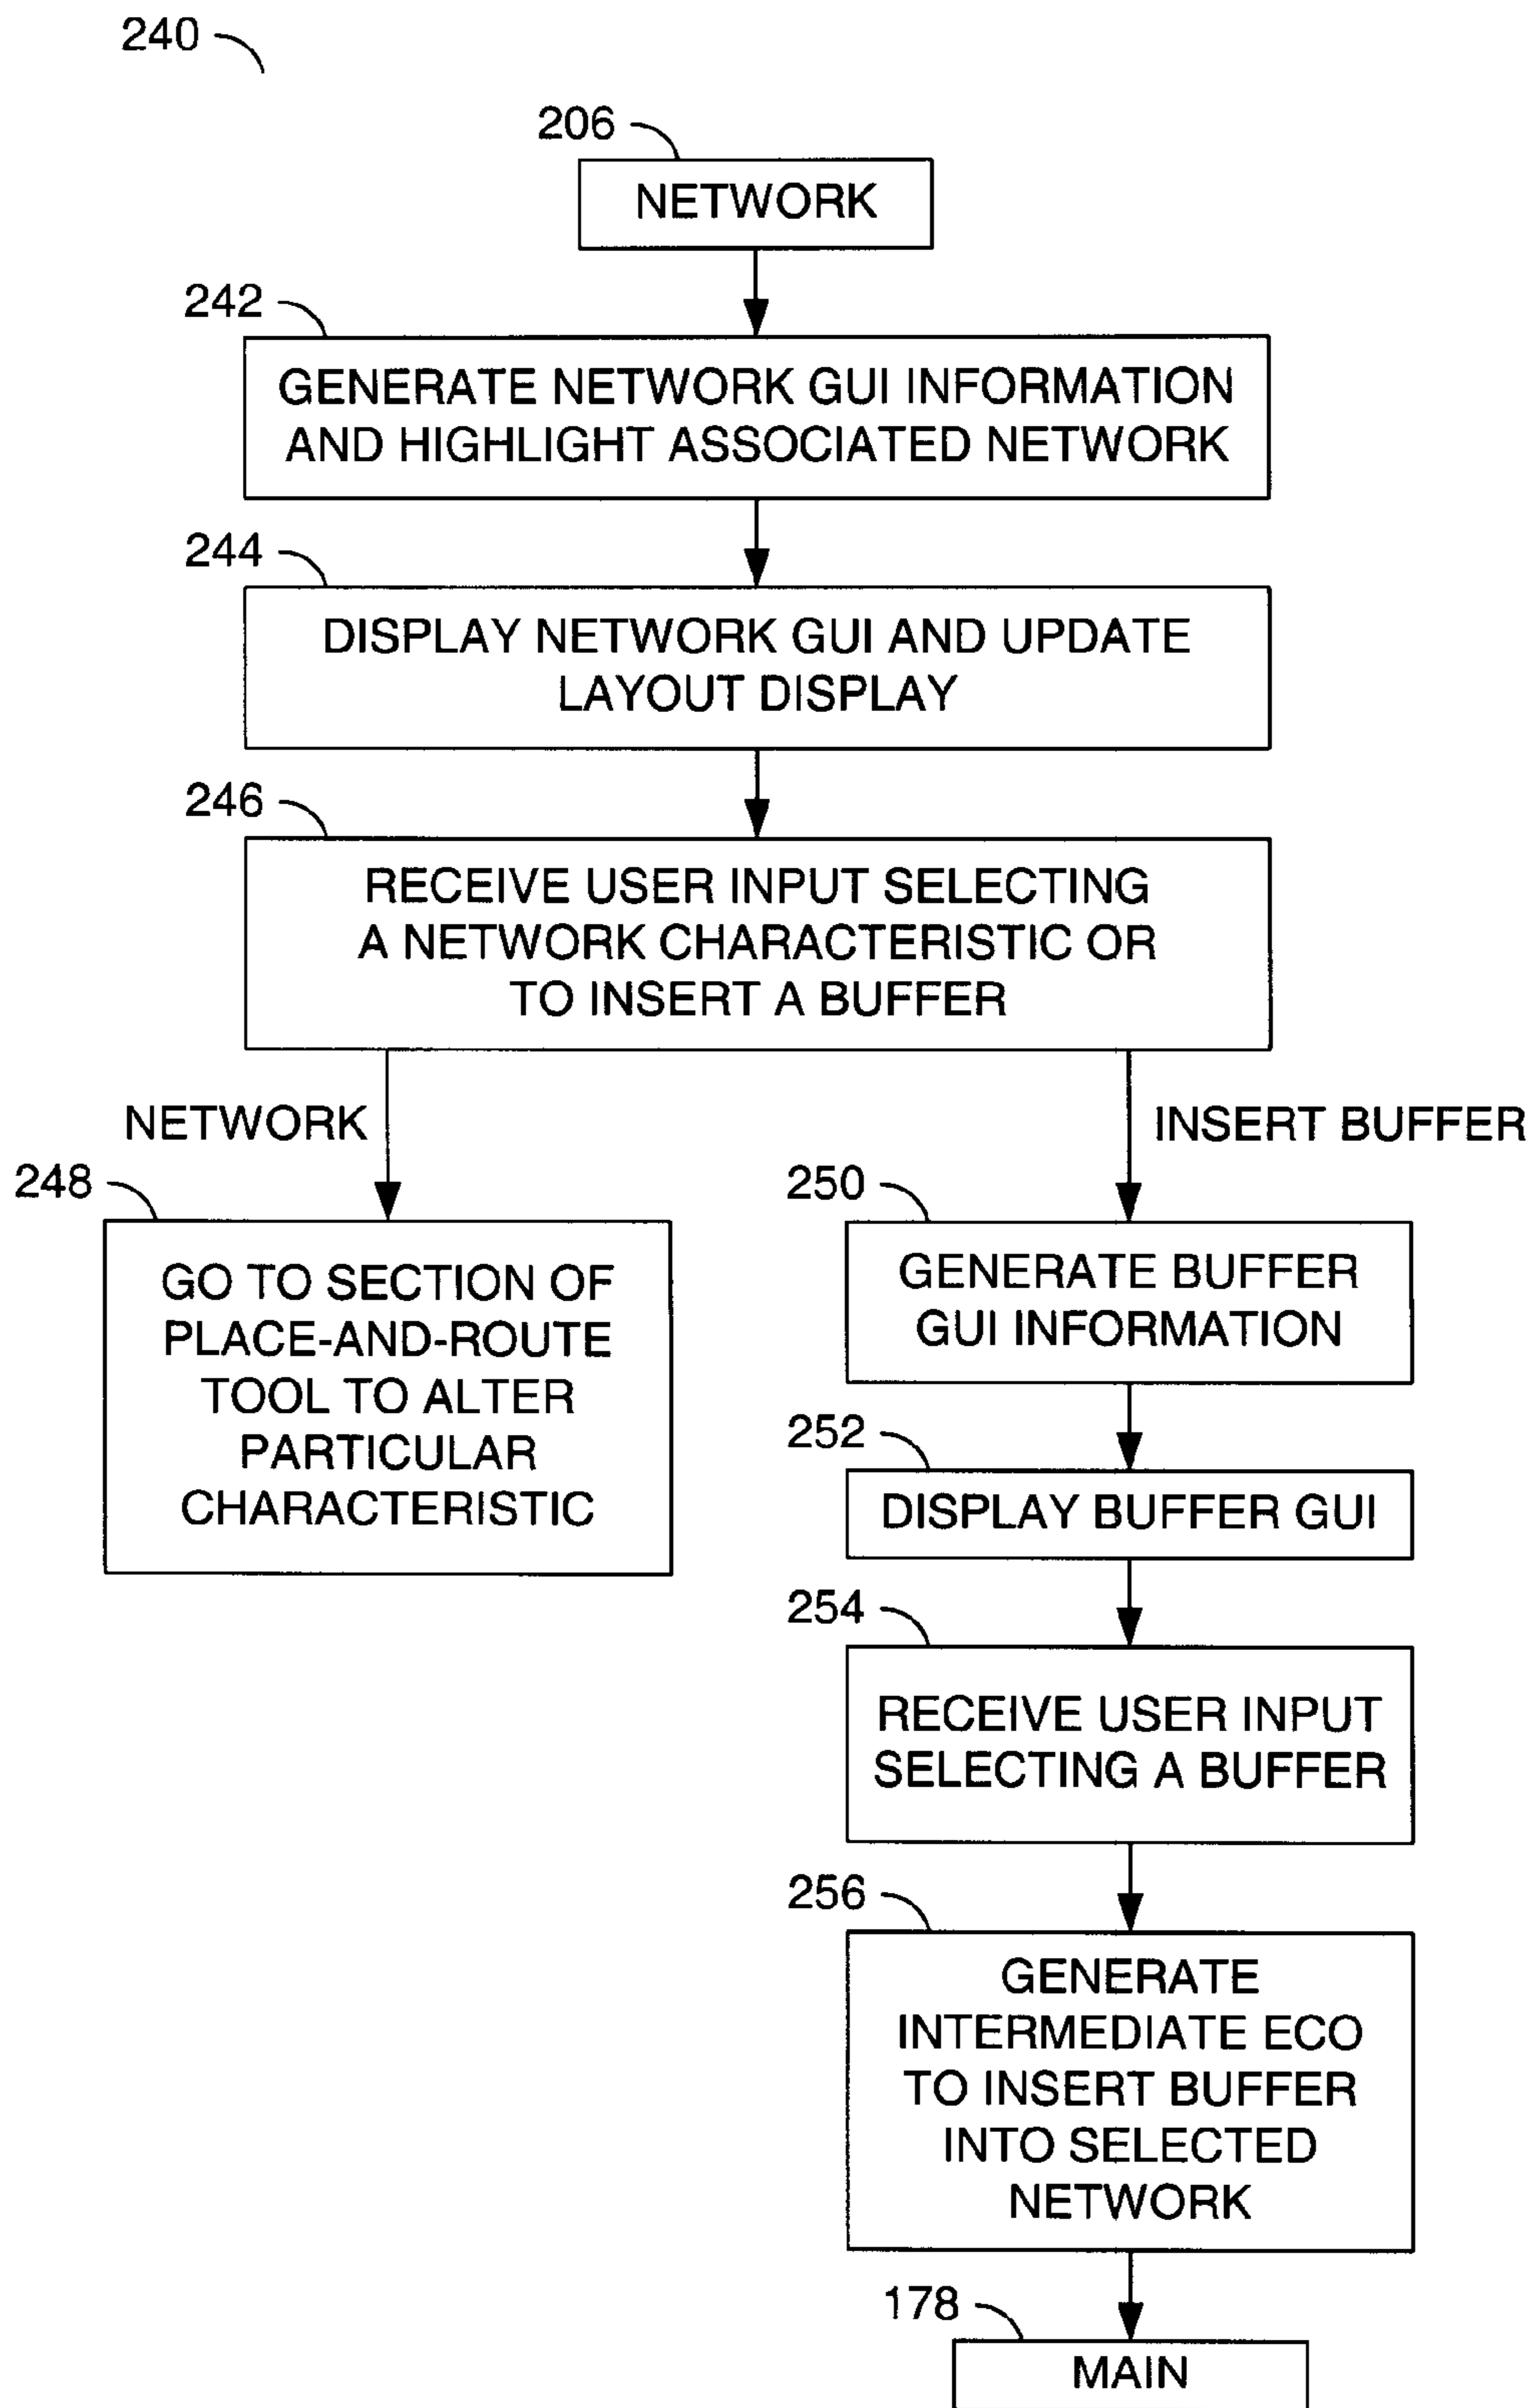 240
206
NETWORK
242
GENERATE NETWORK GUI INFORMATION
AND HIGHLIGHT ASSOCIATED NETWORK
244
DISPLAY NETWORK GUI AND UPDATE
LAYOUT DISPLAY
246
RECEIVE USER INPUT SELECTING
A NETWORK CHARACTERISTIC OR
TO INSERT A BUFFER
NETWORK
248
GO TO SECTION OF
PLACE-AND-ROUTE
TOOL TO ALTER
PARTICULAR
CHARACTERISTIC
INSERT BUFFER
250
GENERATE BUFFER
GUI INFORMATION
252
DISPLAY BUFFER GUI
254
RECEIVE USER INPUT
SELECTING A BUFFER
256
GENERATE
INTERMEDIATE ECO
TO INSERT BUFFER
INTO SELECTED
NETWORK
178
MAIN